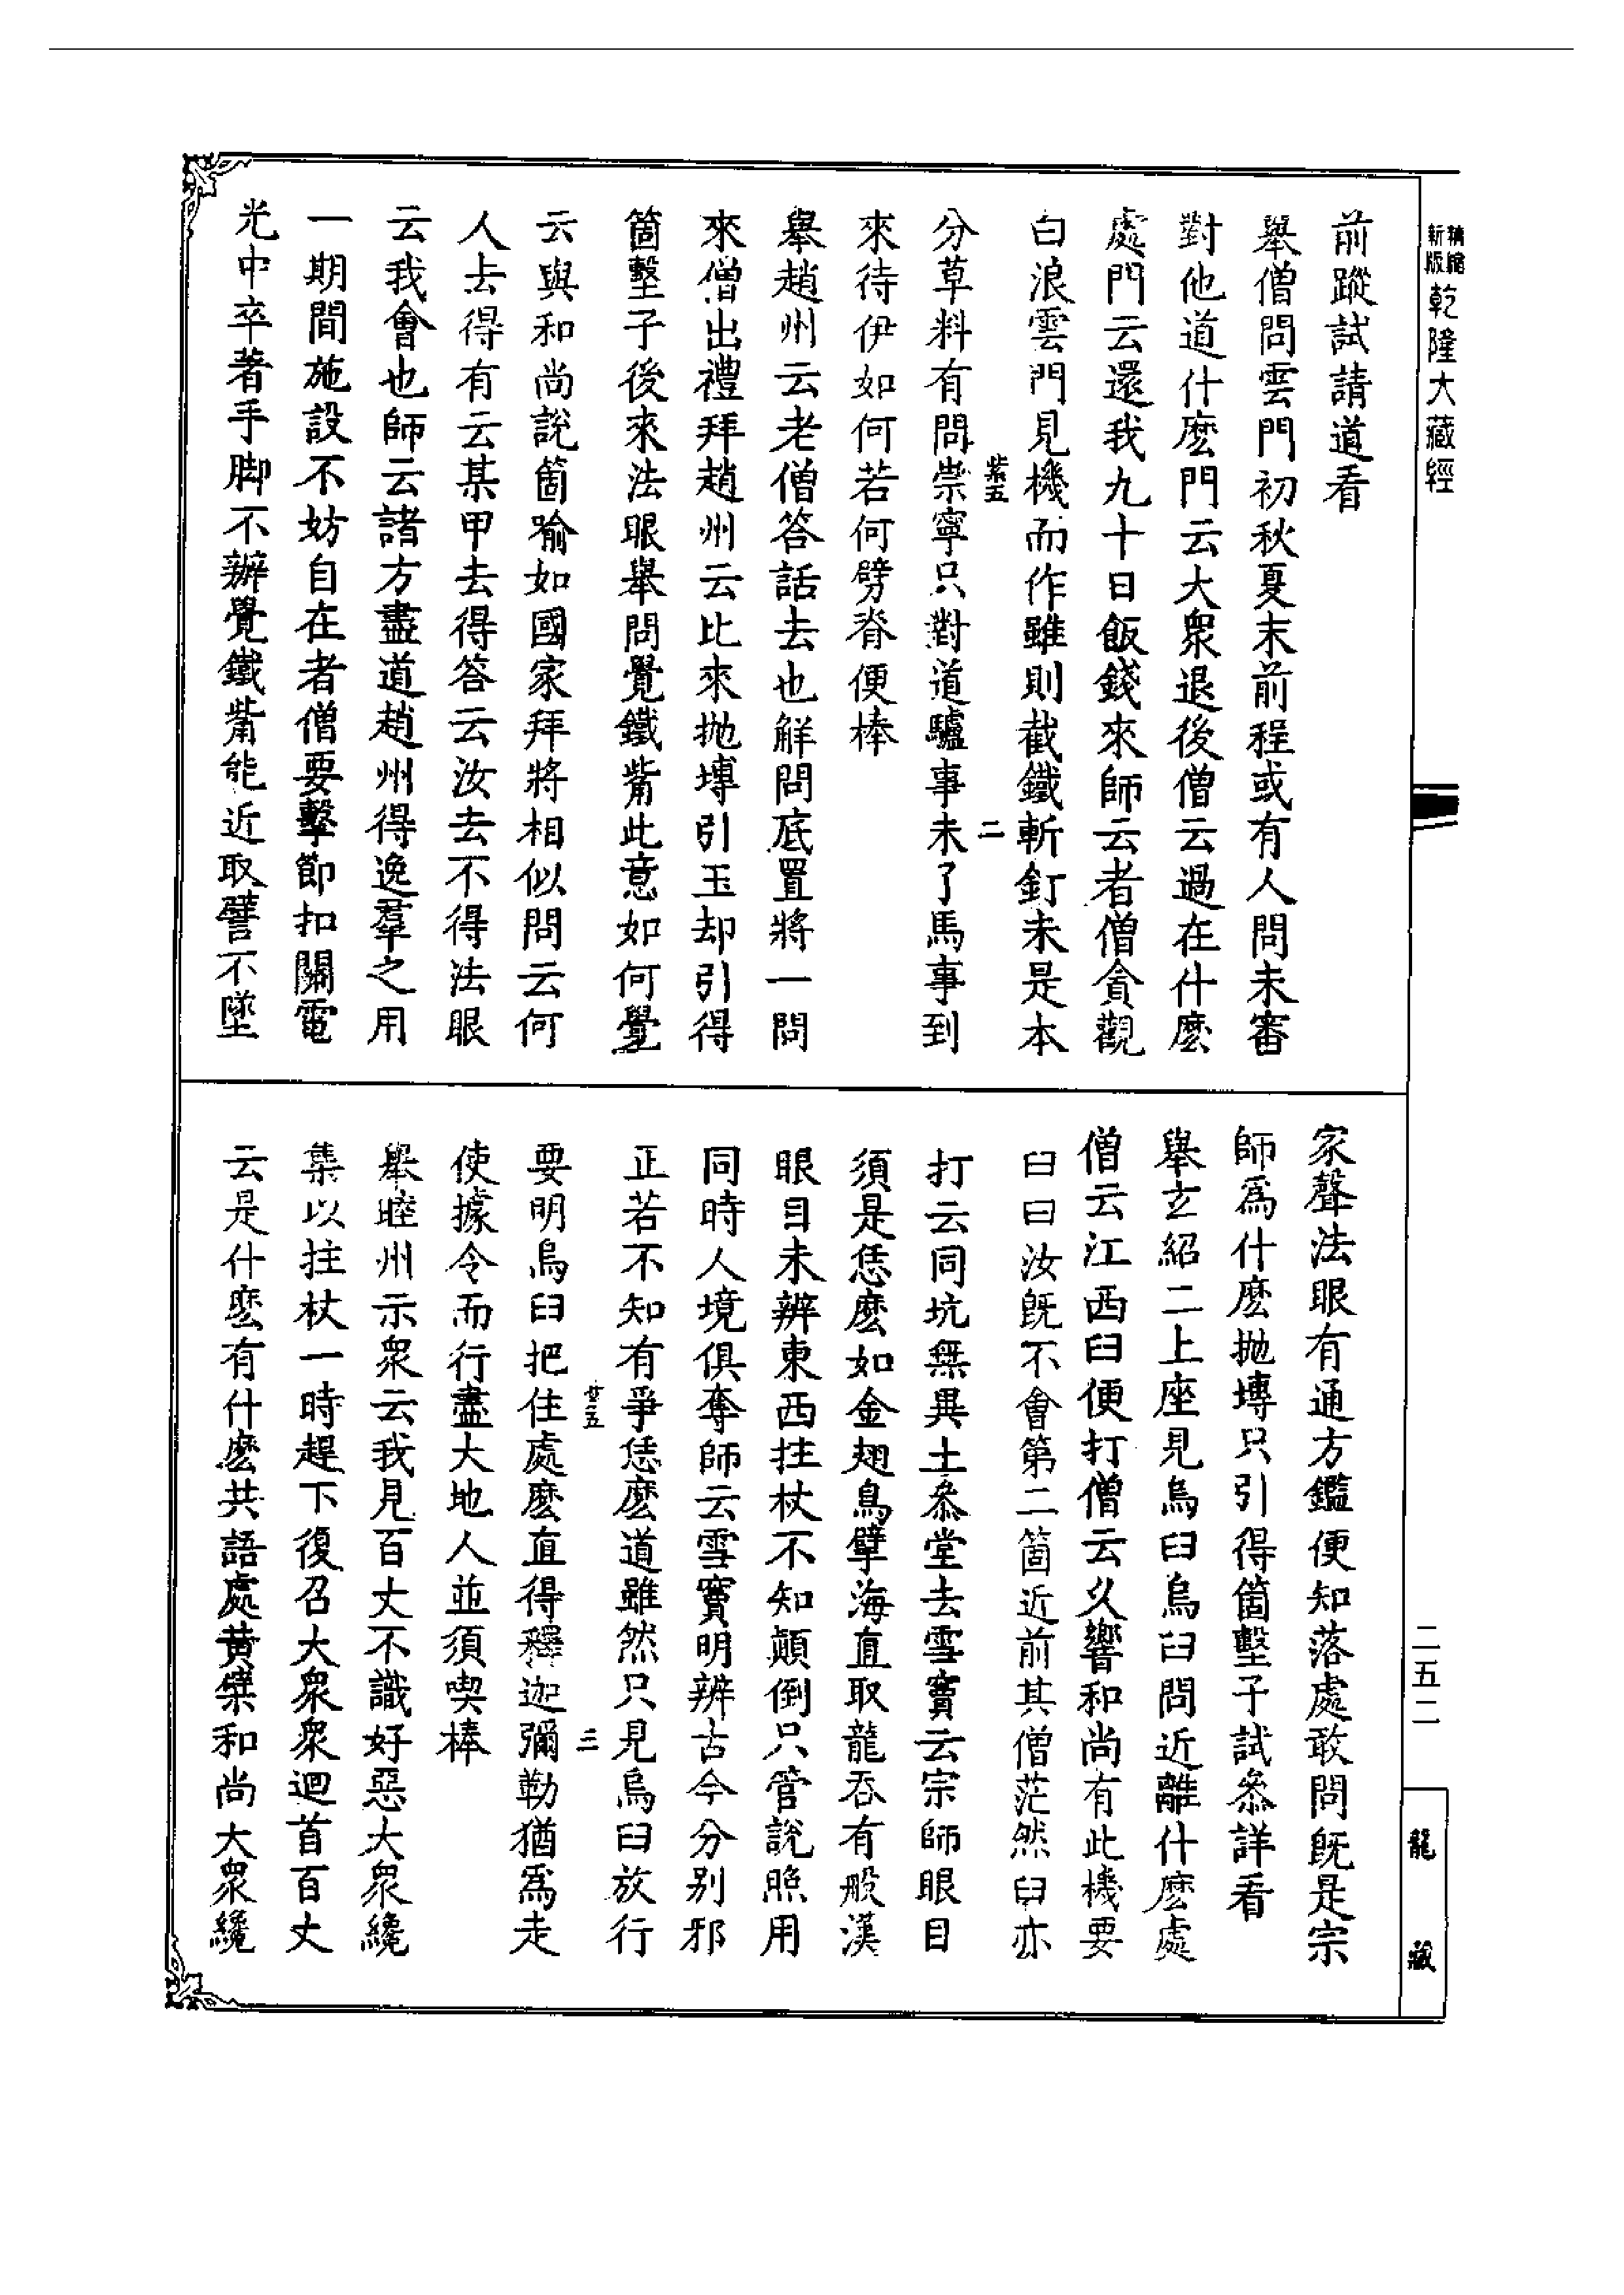 精縮新版乾隆大藏經
前蹤試請道看
舉僧問雲門初秋夏末前程或有人問未審
對他道什麽門云大衆退後僧云過在什麽
處門云還我九十日飯錢來師云者僧貪觀
白浪雲門見機而作雖則截鐵斬釘未是本
紫五 二
分草料有問崇寧只對道驢事未了馬事到
來待伊如何若何劈脊便棒
舉趙州云老僧答話去也解問底置將一問
來僧出禮拜趙州云比來拋塼引玉却引得
箇墼子後來法眼舉問覺鐵觜此意如何覺
云與和尚說箇喻如國家拜將相似問云何
人去得有云某甲去得答云汝去不得法眼
云我會也師云諸方盡道趙州得逸羣之用
一期間施設不妨自在者僧要擊節扣關電
光中卒著手脚不辦覺鐵觜能近取譬不墜
家聲法眼有通方鑑便知落處敢問旣是宗
師爲什麽拋塼只引得箇墼子試叅詳看
舉玄紹二上座見烏臼烏臼問近離什麽處
僧云江西臼便打僧云久響和尚有此機要
臼曰汝旣不會第二箇近前其僧茫然臼亦
打云同坑無異土叅堂去雪竇云宗師眼目
須是恁麽如金翅鳥擘海直取龍吞有般漢
眼目未辨東西拄杖不知顛倒只管說照用
同時人境俱奪師云雪竇明辨古今分别邪
正若不知有爭恁麽道雖然只見烏臼放行
五 三
要明烏臼把住處麽直得釋迦彌勒猶爲走
使據令而行盡大地人並須喫棒
舉睦州示衆云我見百丈不識好惡大衆纔
集以拄杖一時趕下復召大衆衆迴首百丈
云是什麽有什麽共語處黄檗和尚大衆纔
二五二
龍藏